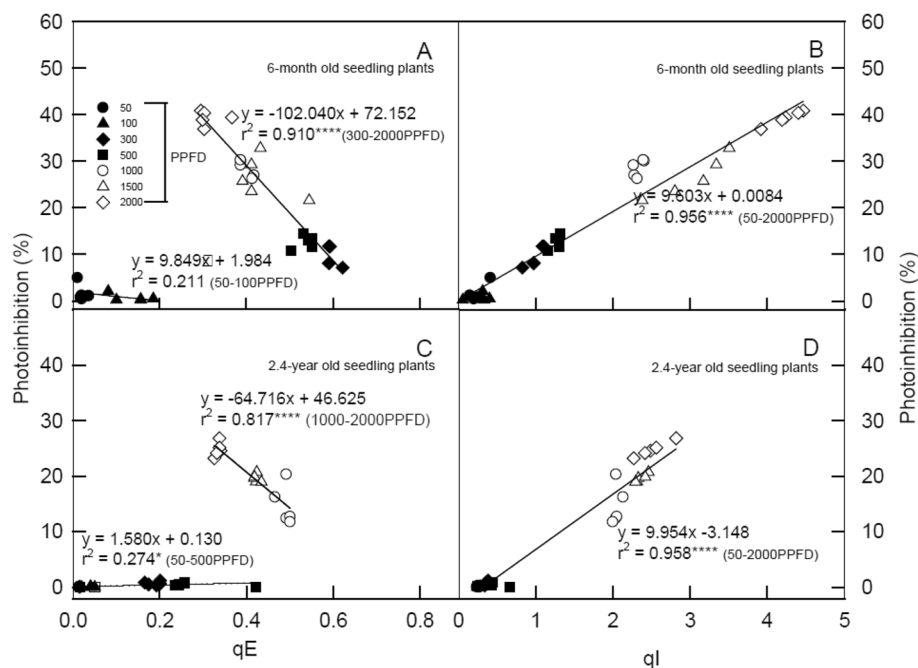 60
50
40
30
20
10
0
A
6-month old seedling plants
50
100
300
500
1000
1500
2000
PPFD
y = -102.040x + 72.152
r² = 0.910****(300-2000PPFD)
y = 9.849x + 1.984
r² = 0.211 (50-100PPFD)
B
6-month old seedling plants
y = 9.603x + 0.0084
r² = 0.956**** (50-2000PPFD)
60
50
40
30
20
10
0
Photoinhibition (%)
Photoinhibition (%)
40
30
20
10
0
C
2.4-year old seedling plants
y = -64.716x + 46.625
r² = 0.817**** (1000-2000PPFD)
y = 1.580x + 0.130
r² = 0.274* (50-500PPFD)
D
2.4-year old seedling plants
y = 9.954x -3.148
r² = 0.958**** (50-2000PPFD)
40
30
20
10
0
0.0 0.2 0.4 0.6 0.8 0 1 2 3 4 5
qE qI